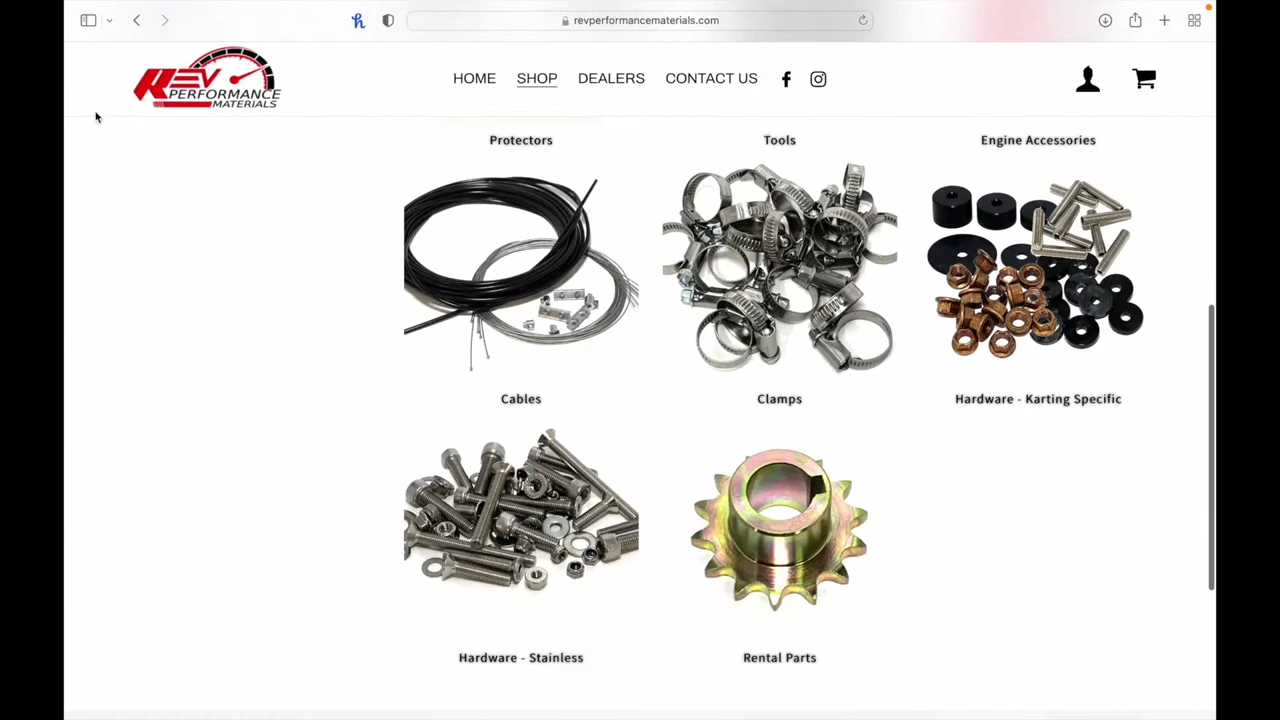 revperformancematerials.com
REV
PERFORMANCE
MATERIALS
HOME SHOP DEALERS CONTACT US
Protectors Tools Engine Accessories
Cables Clamps Hardware - Karting Specific
Hardware - Stainless Rental Parts